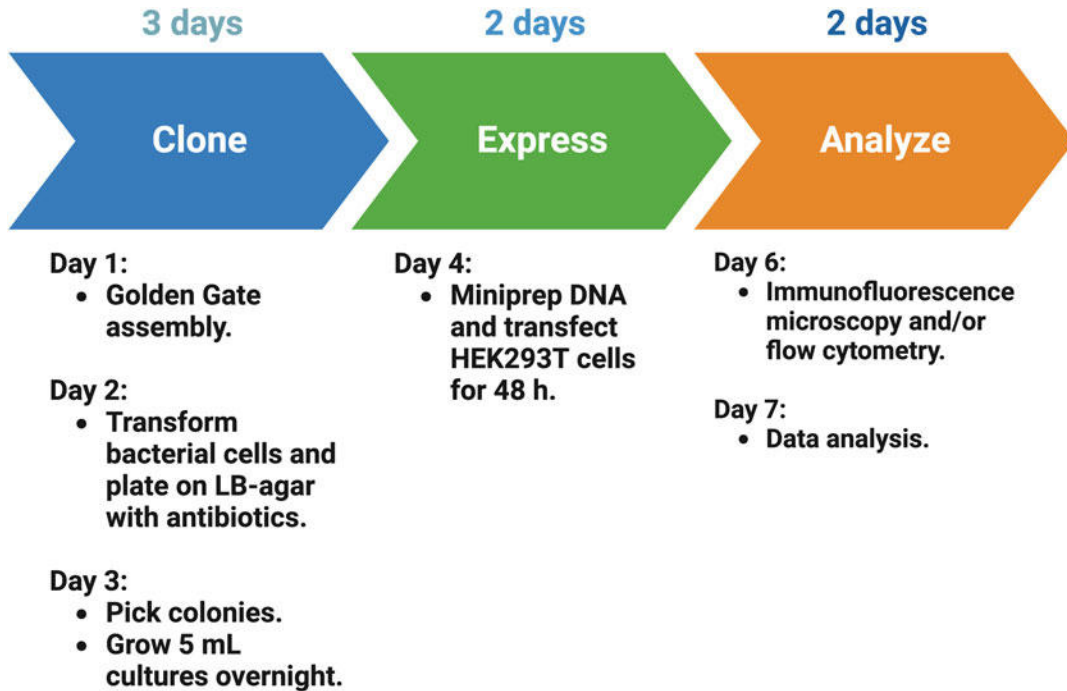 3 days
2 days
2 days
Clone
Express
Analyze
Day 1:
• Golden Gate
assembly.
Day 2:
• Transform
bacterial cells and
plate on LB-agar
with antibiotics.
Day 3:
• Pick colonies.
• Grow 5 mL
cultures overnight.
Day 4:
• Miniprep DNA
and transfect
HEK293T cells
for 48 h.
Day 6:
• Immunofluorescence
microscopy and/or
flow cytometry.
Day 7:
• Data analysis.